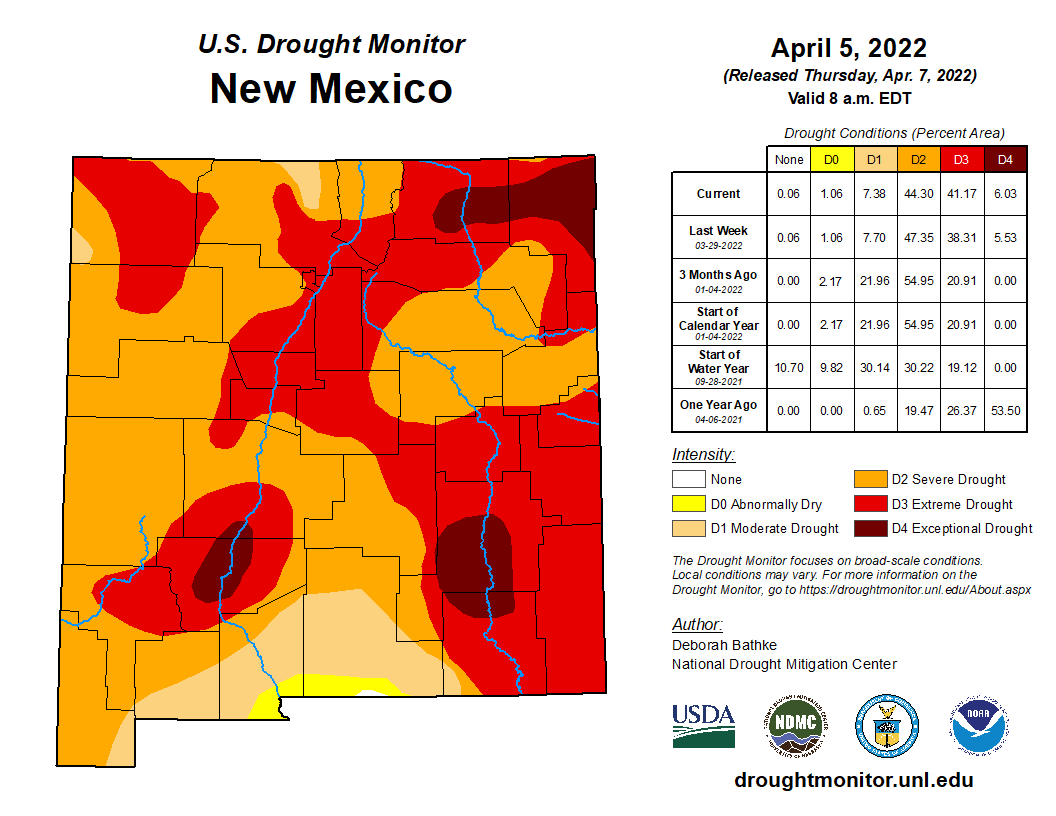 U.S. Drought Monitor
New Mexico
April 5, 2022
(Released Thursday, Apr. 7, 2022)
Valid 8 a.m. EDT
Drought Conditions (Percent Area)
None D0 D1 D2 D3 D4
Current 0.06 1.06 7.38 44.30 41.17 6.03
Last Week
03-29-2022 0.06 1.06 7.70 47.35 38.31 5.53
3 Months Ago
01-04-2022 0.00 2.17 21.96 54.95 20.91 0.00
Start of
Calendar Year
01-04-2022 0.00 2.17 21.96 54.95 20.91 0.00
Start of
Water Year
09-28-2021 10.70 9.82 30.14 30.22 19.12 0.00
One Year Ago
04-06-2021 0.00 0.00 0.65 19.47 26.37 53.50
Intensity:
None
D0 Abnormally Dry
D1 Moderate Drought
D2 Severe Drought
D3 Extreme Drought
D4 Exceptional Drought
The Drought Monitor focuses on broad-scale conditions.
Local conditions may vary. For more information on the
Drought Monitor, go to https://droughtmonitor.unl.edu/About.aspx
Author:
Deborah Bathke
National Drought Mitigation Center
USDA
NDMC
NOAA
droughtmonitor.unl.edu